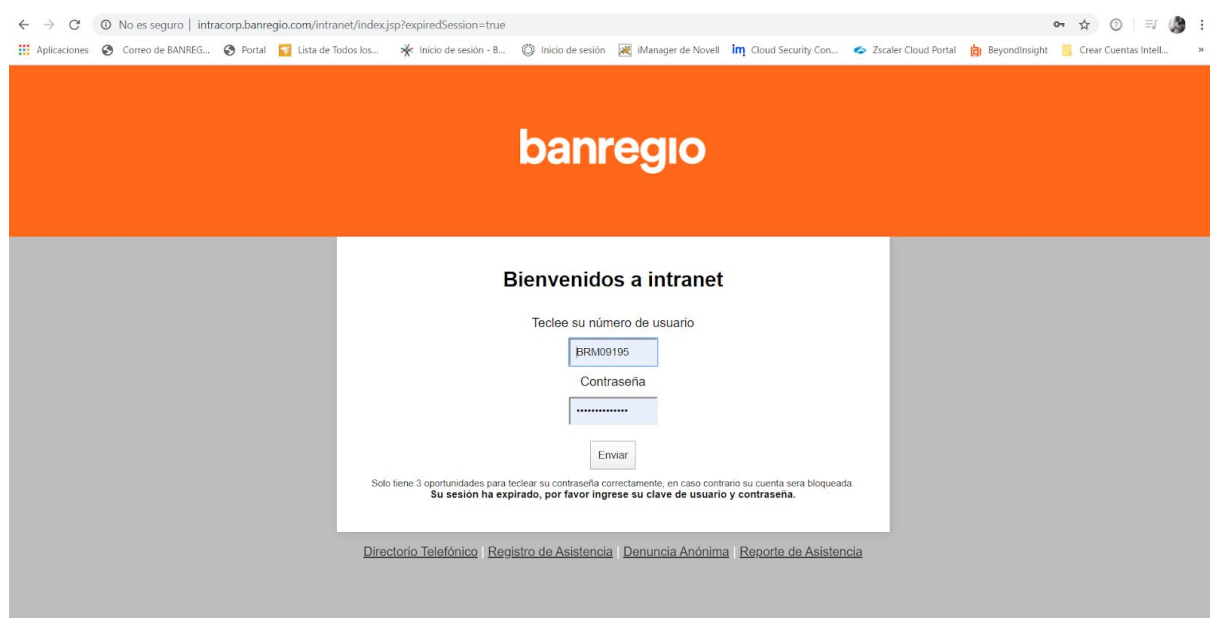 No es seguro | intracorp.banregio.com/intranet/index.jsp?expiredSession=true
Aplicaciones Correo de BANREG... Portal Lista de Todos los... Inicio de sesión - B... Inicio de sesión iManager de Novell im Cloud Security Con... Zscaler Cloud Portal BeyondInsight Crear Cuentas Intell... »
banregio
Bienvenidos a intranet
Teclee su número de usuario
BRM09195
Contraseña
••••••••••••••
Enviar
Solo tiene 3 oportunidades para teclear su contraseña correctamente, en caso contrario su cuenta sera bloqueada.
Su sesión ha expirado, por favor ingrese su clave de usuario y contraseña.
Directorio Telefónico | Registro de Asistencia | Denuncia Anónima | Reporte de Asistencia